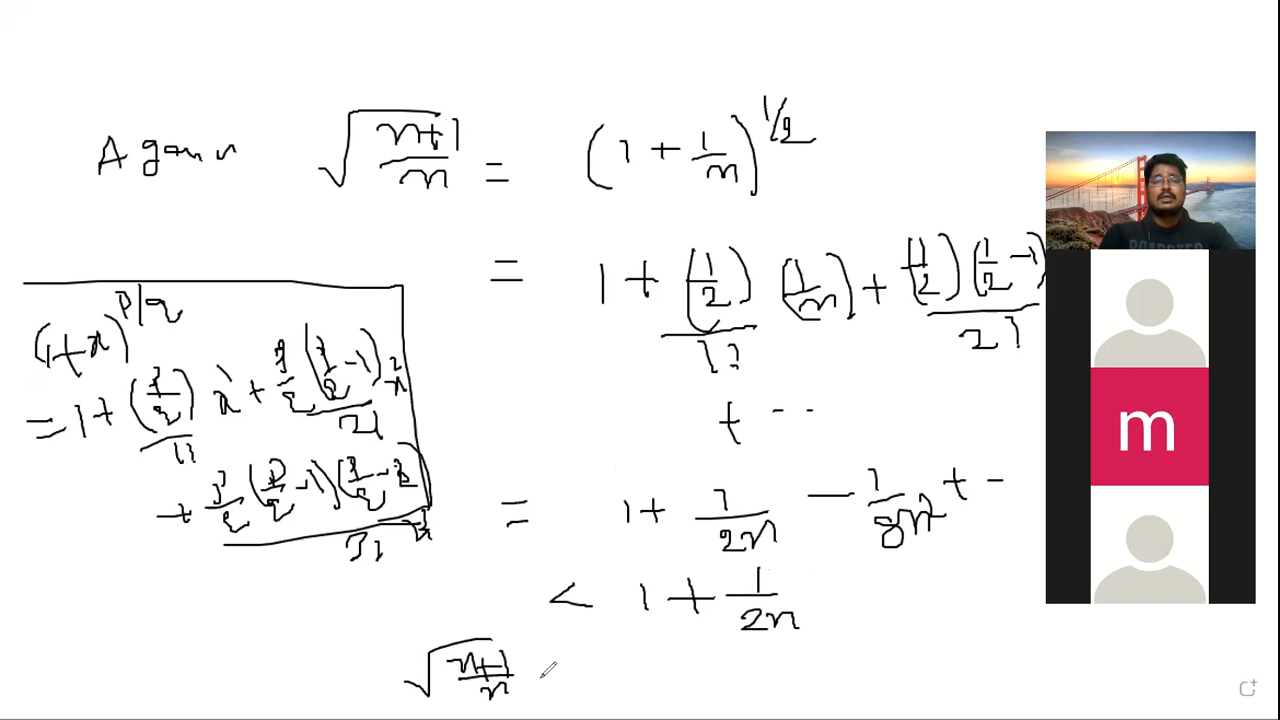 Again √((n+1)/n) = (1 + 1/n)^(1/2)
= 1 + (1/2)/1! (1/n) + (1/2)(1/2 - 1)/2!
+ --
= 1 + 1/2n - 1/8n² + -
< 1 + 1/2n
√((n+1)/n)
(1+x)^(p/q)
= 1 + (p/q)/1! x + p/q (p/q - 1)/2! x²
+ p/q (p/q - 1)(p/q - 2)/3! x³
m